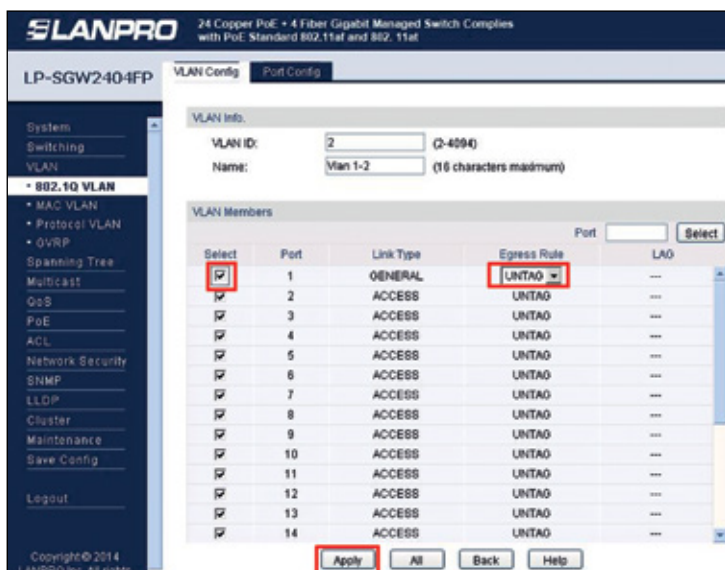 SLANPRO
24 Copper PoE + 4 Fiber Gigabit Managed Switch Complies
with PoE Standard 802.11af and 802. 11at
LP-SGW2404FP
VLAN Config
Port Config
System
Switching
VLAN
• 802.1Q VLAN
• MAC VLAN
• Protocol VLAN
• GVRP
Spanning Tree
Multicast
QoS
PoE
ACL
Network Security
SNMP
LLDP
Cluster
Maintenance
Save Config
Logout
Copyright © 2014
VLAN Info.
VLAN ID: 2 (2-4094)
Name: Vlan 1-2 (16 characters maximum)
VLAN Members
Port Select
Select Port Link Type Egress Rule LAG
1 GENERAL UNTAG ---
2 ACCESS UNTAG ---
3 ACCESS UNTAG ---
4 ACCESS UNTAG ---
5 ACCESS UNTAG ---
6 ACCESS UNTAG ---
7 ACCESS UNTAG ---
8 ACCESS UNTAG ---
9 ACCESS UNTAG ---
10 ACCESS UNTAG ---
11 ACCESS UNTAG ---
12 ACCESS UNTAG ---
13 ACCESS UNTAG ---
14 ACCESS UNTAG ---
Apply All Back Help